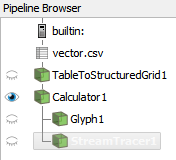 Pipeline Browser
builtin:
vector.csv
TableToStructuredGrid1
Calculator1
Glyph1
StreamTracer1